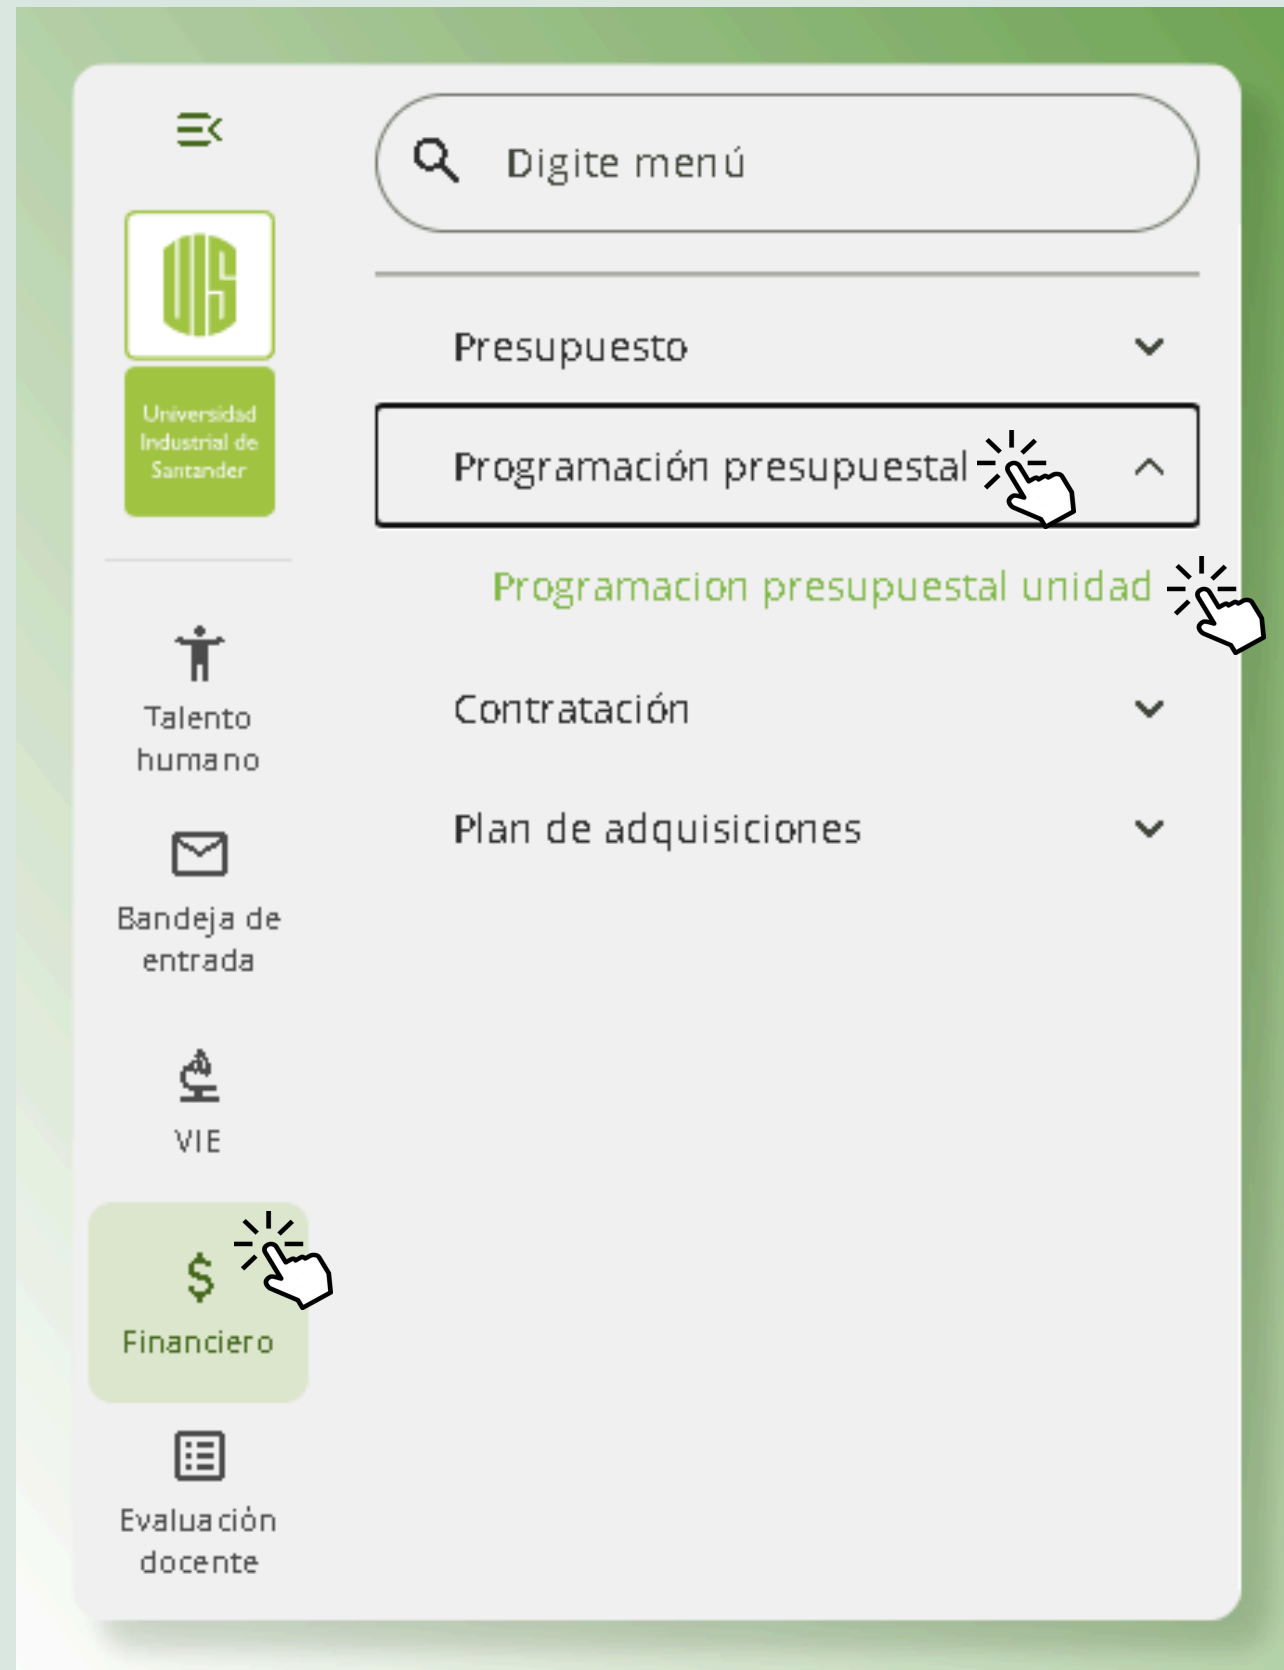 Digite menú
UIS
Universidad
Industrial de
Santander
Presupuesto
Programación presupuestal
Programacion presupuestal unidad
Contratación
Plan de adquisiciones
Talento
humano
Bandeja de
entrada
VIE
$
Financiero
Evaluación
docente